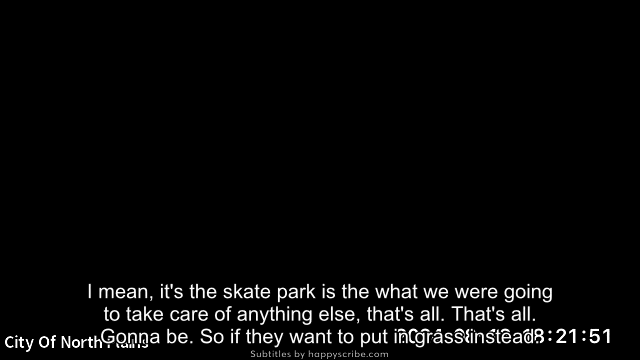 I mean, it's the skate park is the what we were going
to take care of anything else, that's all. That's all.
Gonna be. So if they want to put in grass instead,
City Of North Plains
18:21:51
Subtitles by happyscribe.com